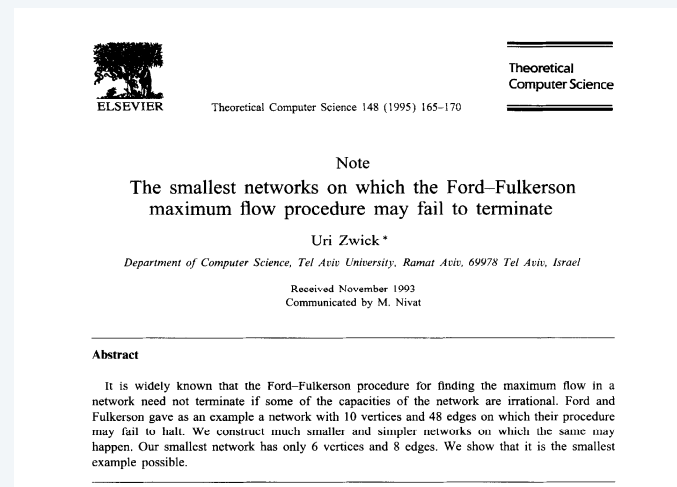 Theoretical
Computer Science
ELSEVIER
Theoretical Computer Science 148 (1995) 165–170
Note
The smallest networks on which the Ford–Fulkerson
maximum flow procedure may fail to terminate
Uri Zwick *
Department of Computer Science, Tel Aviv University, Ramat Aviv, 69978 Tel Aviv, Israel
Received November 1993
Communicated by M. Nivat
Abstract
It is widely known that the Ford–Fulkerson procedure for finding the maximum flow in a
network need not terminate if some of the capacities of the network are irrational. Ford and
Fulkerson gave as an example a network with 10 vertices and 48 edges on which their procedure
may fail to halt. We construct much smaller and simpler networks on which the same may
happen. Our smallest network has only 6 vertices and 8 edges. We show that it is the smallest
example possible.